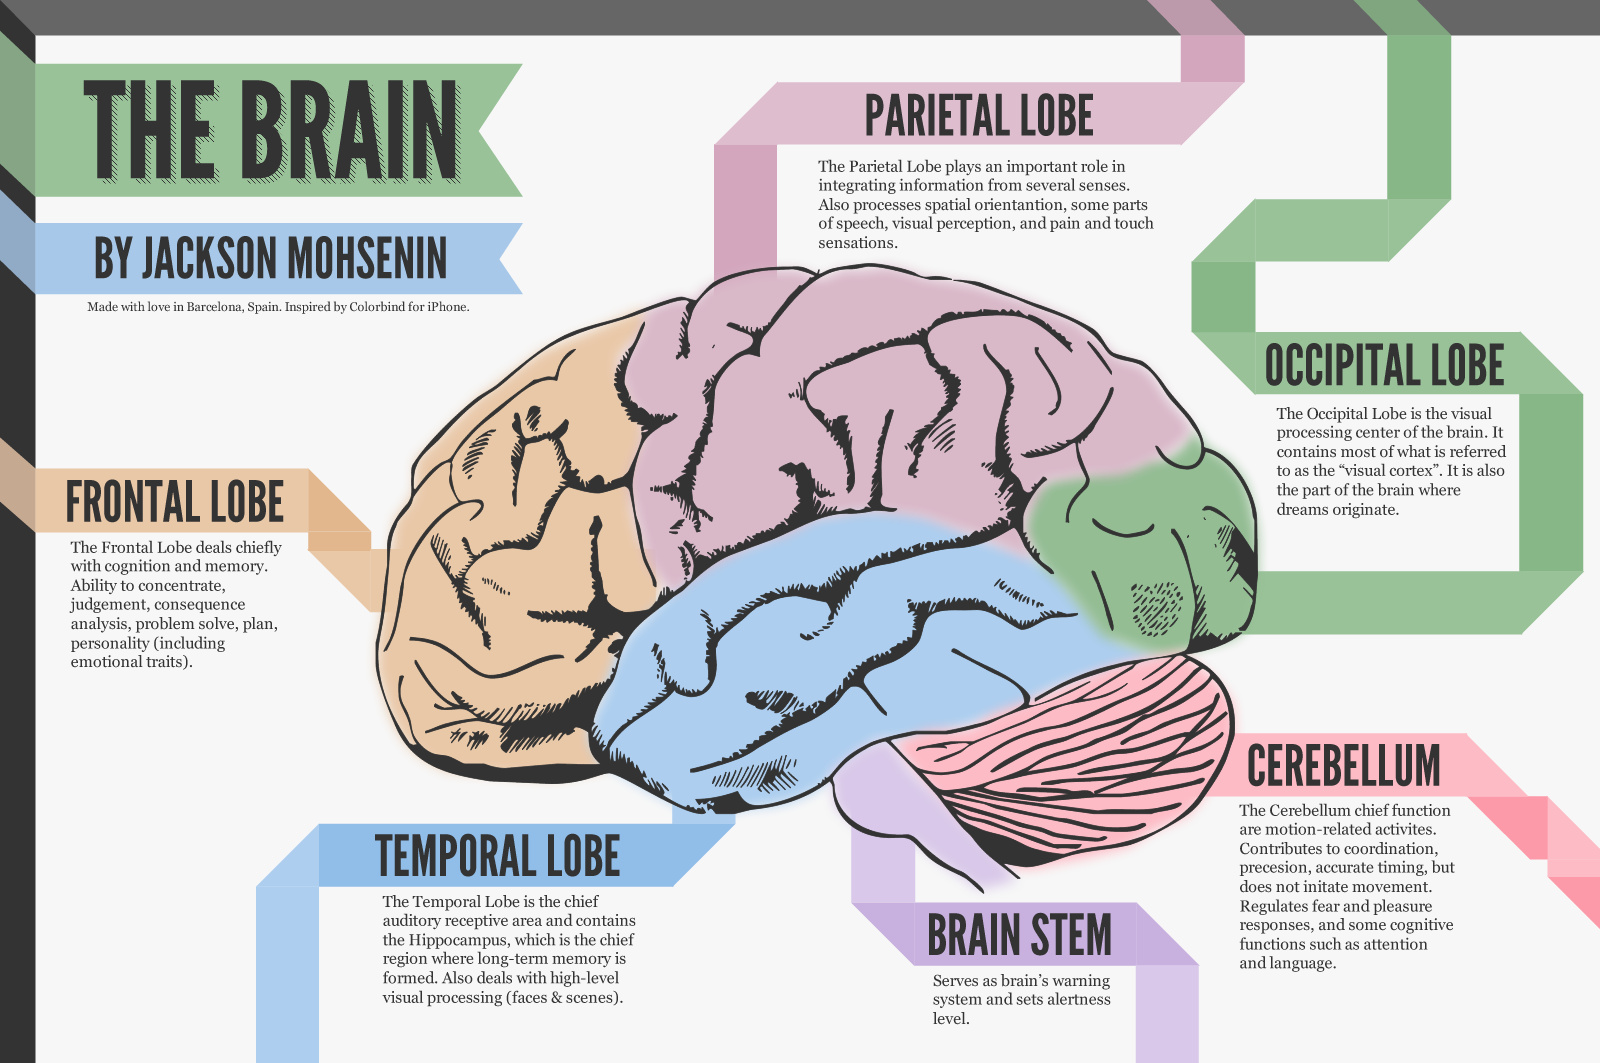 THE BRAIN
BY JACKSON MOHSENIN
Made with love in Barcelona, Spain. Inspired by Colorbind for iPhone.
PARIETAL LOBE
The Parietal Lobe plays an important role in
integrating information from several senses.
Also processes spatial orientantion, some parts
of speech, visual perception, and pain and touch
sensations.
OCCIPITAL LOBE
The Occipital Lobe is the visual
processing center of the brain. It
contains most of what is referred
to as the “visual cortex”. It is also
the part of the brain where
dreams originate.
FRONTAL LOBE
The Frontal Lobe deals chiefly
with cognition and memory.
Ability to concentrate,
judgement, consequence
analysis, problem solve, plan,
personality (including
emotional traits).
CEREBELLUM
The Cerebellum chief function
are motion-related activites.
Contributes to coordination,
precesion, accurate timing, but
does not initate movement.
Regulates fear and pleasure
responses, and some cognitive
functions such as attention
and language.
TEMPORAL LOBE
The Temporal Lobe is the chief
auditory receptive area and contains
the Hippocampus, which is the chief
region where long-term memory is
formed. Also deals with high-level
visual processing (faces & scenes).
BRAIN STEM
Serves as brain’s warning
system and sets alertness
level.